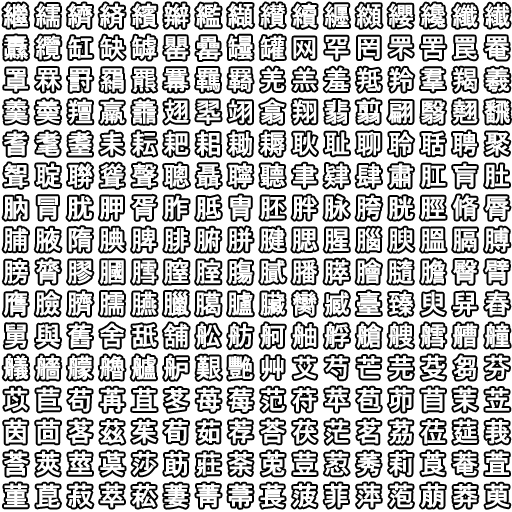 繼繻纃緕繽辮繿纈纉續纒纐纓纔纖纎
纛纜缸缺罅罌罍罎罐网罕罔罘罟罠罨
罩罧罸羂羆羃羈羇羌羔羞羝羚羣羯羲
羹羮羶羸譱翅翆翊翕翔翡翦翩翳翹飜
耆耄耋耒耘耙耜耡耨耿耻聊聆聒聘聚
聟聢聨聳聲聰聶聹聽聿肄肆肅肛肓肚
肭冐肬胛胥胙胝胄胚胖脉胯胱脛脩脣
脯腋隋腆脾腓腑胼腱腮腥腦腴膃膈膊
膀膂膠膕膤膣腟膓膩膰膵膾膸膽臀臂
膺臉臍臑臙臘臈臚臟臠臧臺臻臾舁舂
舅與舊舍舐舖舩舫舸舳艀艙艘艝艚艟
艤艢艨艪艫舮艱艷艸艾芍芒芫芟芻芬
苡苣苟苒苴苳苺莓范苻苹苞茆苜茉苙
茵茴茖茲茱荀茹荐荅茯茫茗茘莅莚莪
莟莢莖茣莎莇莊荼莵荳荵莠莉莨菴萓
菫菎菽萃菘萋菁菷萇菠菲萍萢萠莽萸